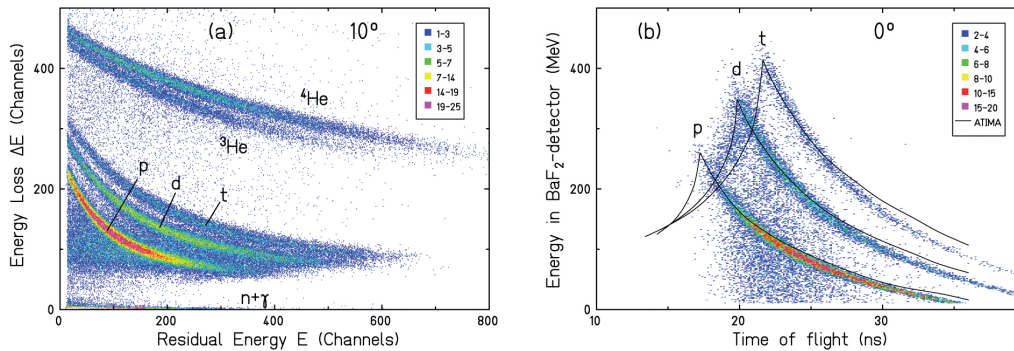 (a)
10°
1-3
3-5
5-7
7-14
14-19
19-25
⁴He
³He
p
d
t
n+γ
Energy Loss ΔE (Channels)
0
200
400
0
200
400
600
800
Residual Energy E (Channels)
(b)
0°
2-4
4-6
6-8
8-10
10-15
15-20
ATIMA
t
d
p
Energy in BaF₂-detector (MeV)
0
200
400
10
20
30
Time of flight (ns)